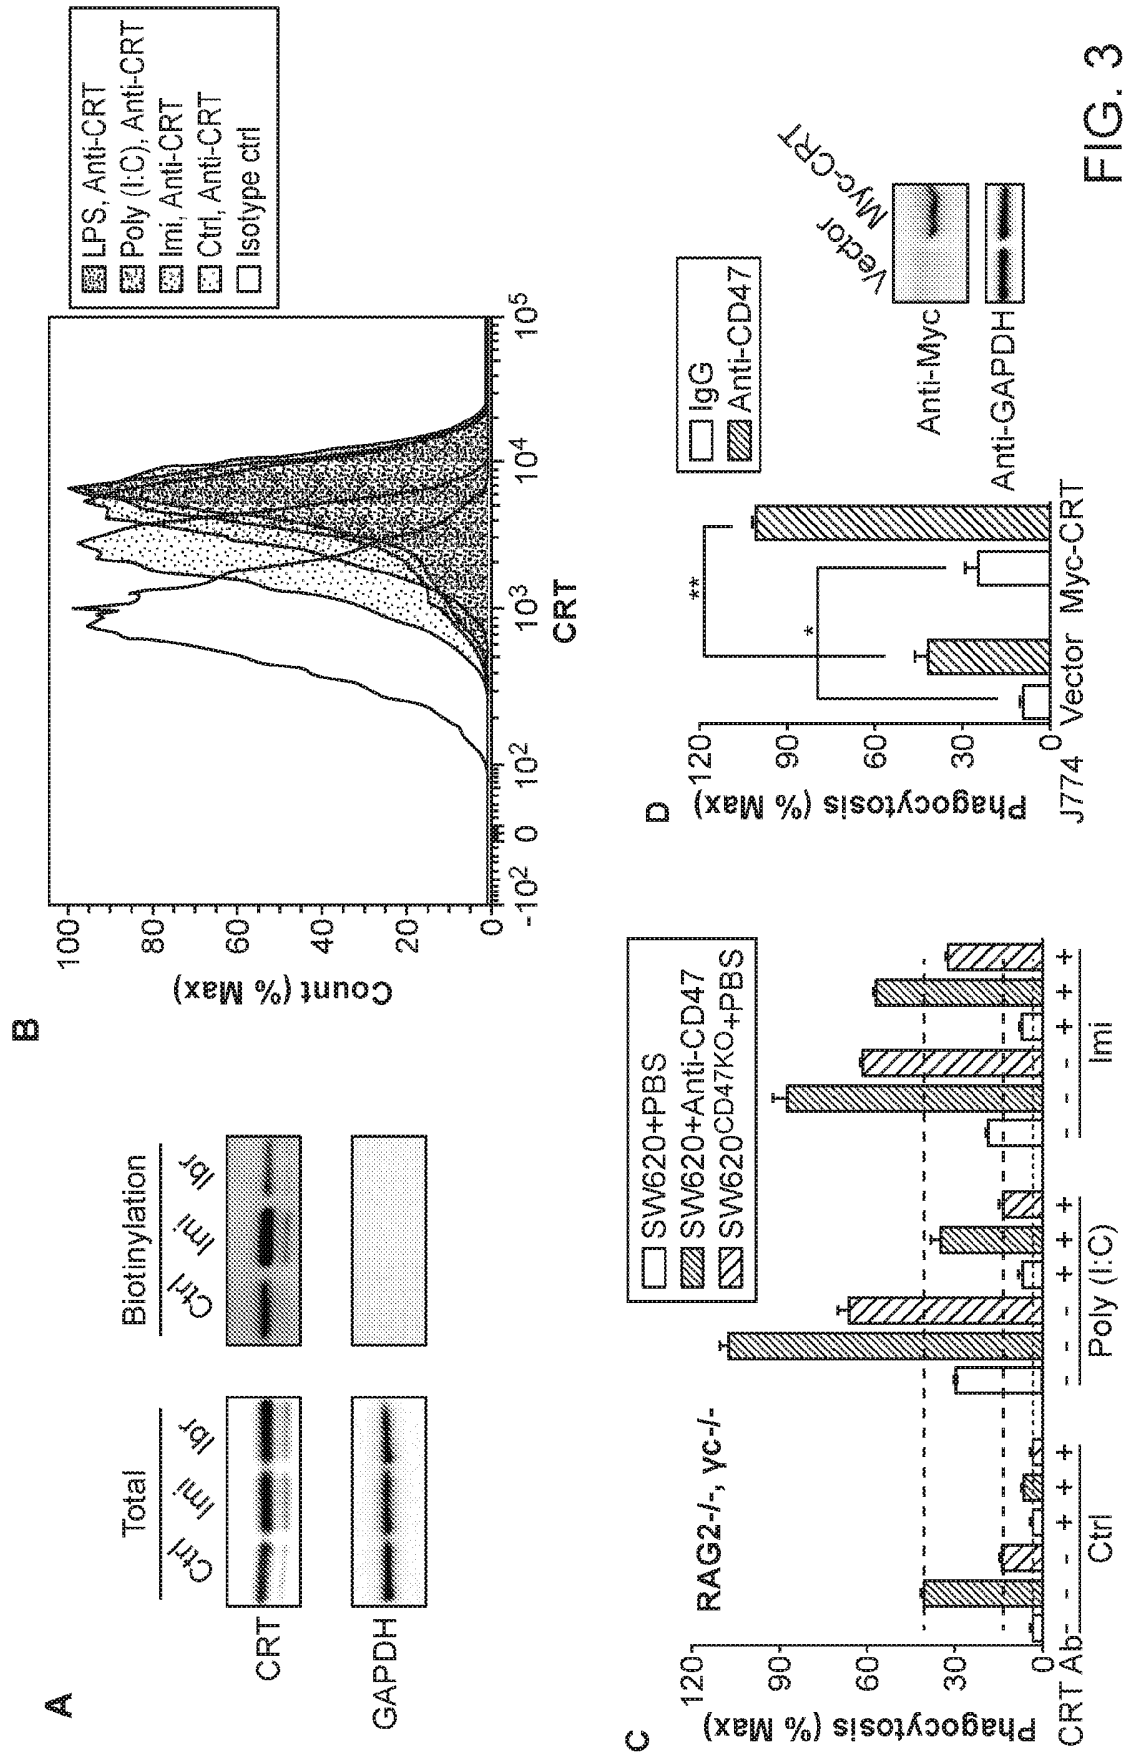 A
Total
Biotinylation
Ctrl Imi Ibr
Ctrl Imi Ibr
CRT
GAPDH
B
Count (% Max)
100
80
60
40
20
0
-10² 0 10² 10³ 10⁴ 10⁵
CRT
LPS, Anti-CRT
Poly (I:C), Anti-CRT
Imi, Anti-CRT
Ctrl, Anti-CRT
Isotype ctrl
C
RAG2-/-, γc-/-
SW620+PBS
SW620+Anti-CD47
SW620CD47KO+PBS
Phagocytosis (% Max)
120
90
60
30
0
CRT Ab - - - + + + - - - + + + - - - + + +
Ctrl Poly (I:C) Imi
D
Phagocytosis (% Max)
120
90
60
30
0
**
*
J774 Vector Myc-CRT
IgG
Anti-CD47
Vector Myc-CRT
Anti-Myc
Anti-GAPDH
FIG. 3